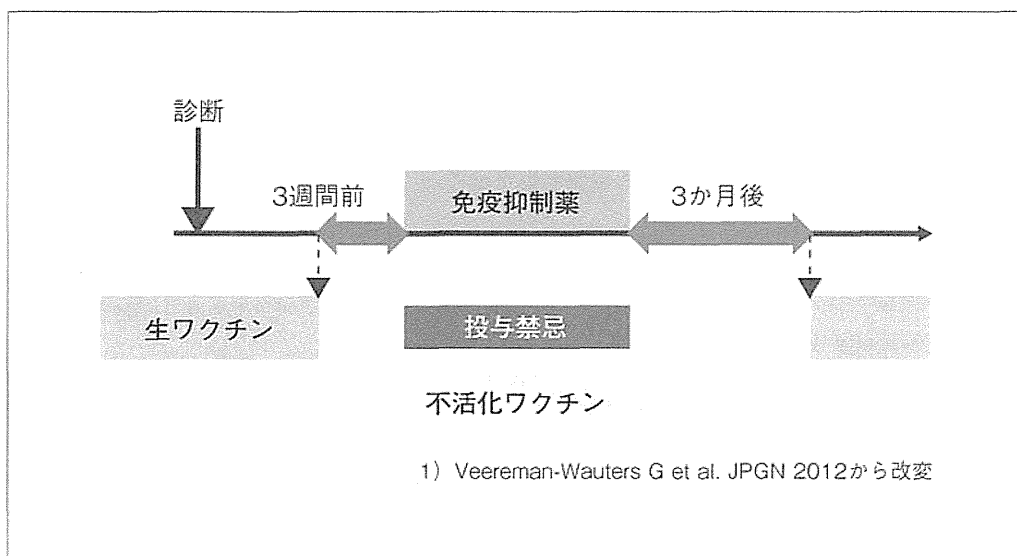 診断
3週間前
免疫抑制薬
3か月後
生ワクチン
投与禁忌
不活化ワクチン
1) Veereman-Wauters G et al. JPGN 2012から改変